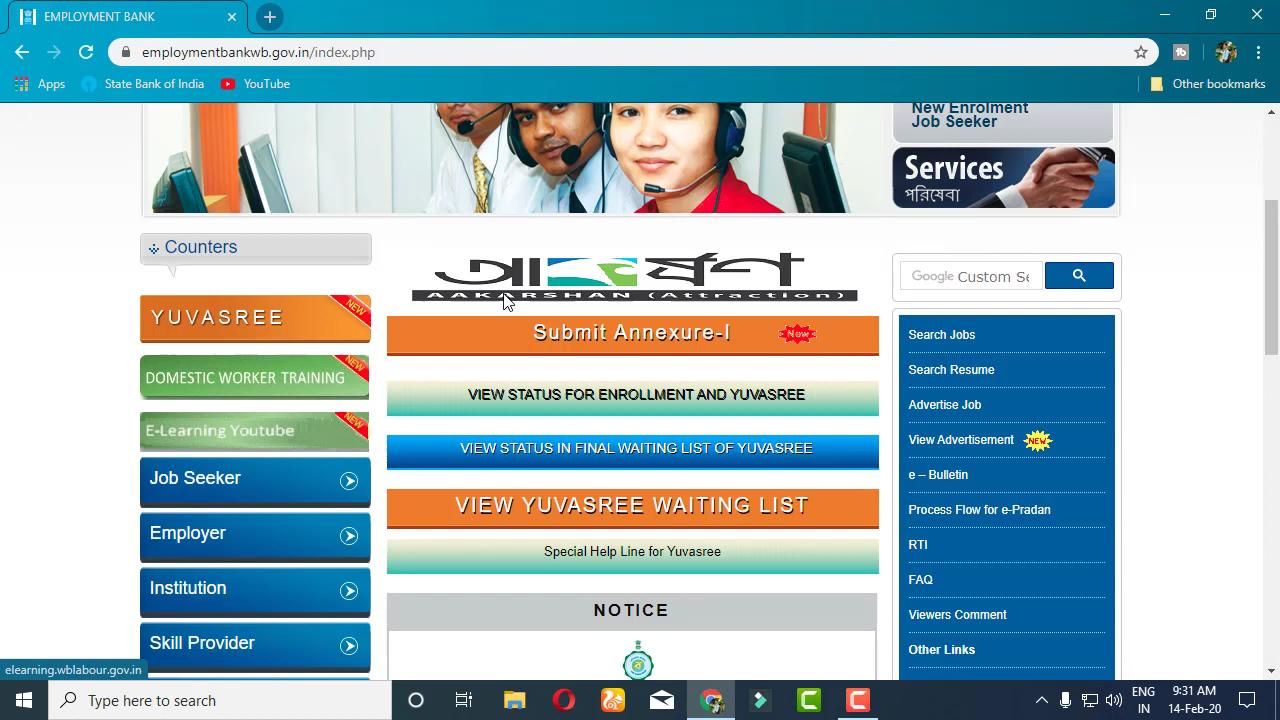 EMPLOYMENT BANK
employmentbankwb.gov.in/index.php
Apps
State Bank of India
YouTube
Other bookmarks
New Enrolment
Job Seeker
Services
পরিষেবা
Counters
YUVASREE
NEW
DOMESTIC WORKER TRAINING
NEW
E-Learning Youtube
NEW
Job Seeker
Employer
Institution
Skill Provider
আকর্ষণ
AAKARSHAN (Attraction)
Submit Annexure-I
New
VIEW STATUS FOR ENROLLMENT AND YUVASREE
VIEW STATUS IN FINAL WAITING LIST OF YUVASREE
VIEW YUVASREE WAITING LIST
Special Help Line for Yuvasree
NOTICE
Google Custom Se
Search Jobs
Search Resume
Advertise Job
View Advertisement
NEW
e – Bulletin
Process Flow for e-Pradan
RTI
FAQ
Viewers Comment
Other Links
elearning.wblabour.gov.in
Type here to search
ENG
IN
9:31 AM
14-Feb-20